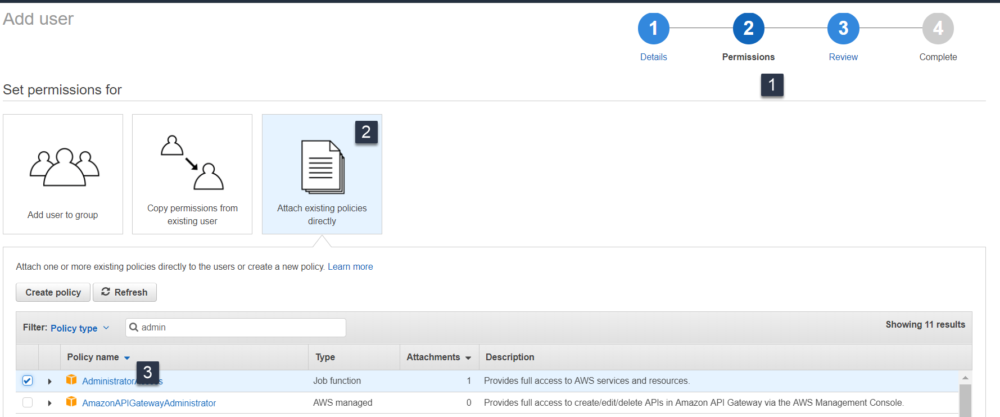 Add user
1 2 3 4
Details Permissions Review Complete
1
Set permissions for
2
Add user to group
Copy permissions from
existing user
Attach existing policies
directly
Attach one or more existing policies directly to the users or create a new policy. Learn more
Create policy Refresh
Filter: Policy type admin Showing 11 results
Policy name Type Attachments Description
3
Job function 1 Provides full access to AWS services and resources.
AmazonAPIGatewayAdministrator AWS managed 0 Provides full access to create/edit/delete APIs in Amazon API Gateway via the AWS Management Console.